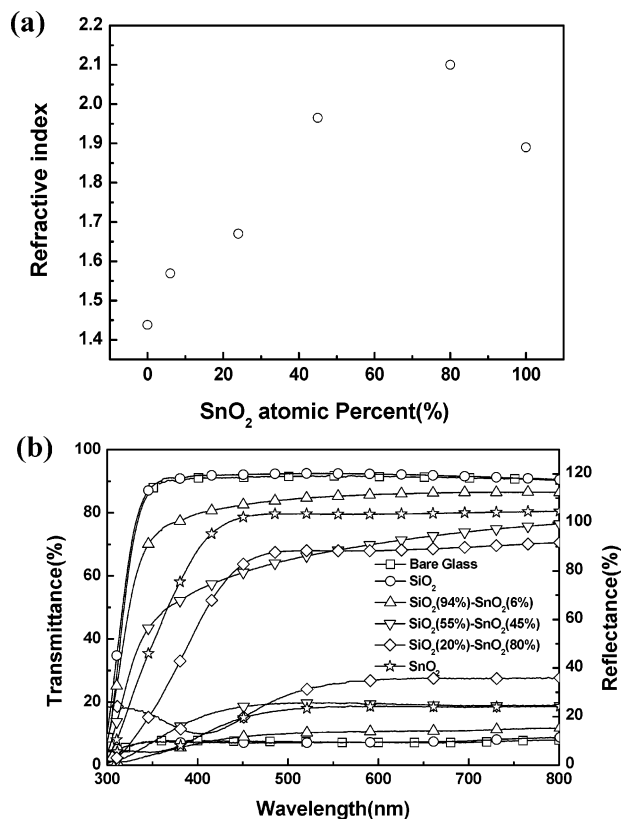 (a)
2.2
2.1
2.0
1.9
1.8
1.7
1.6
1.5
1.4
Refractive index
0 20 40 60 80 100
SnO₂ atomic Percent(%)
(b)
100
80
60
40
20
0
Transmittance(%)
120
100
80
60
40
20
0
Reflectance(%)
Bare Glass
SiO₂
SiO₂(94%)-SnO₂(6%)
SiO₂(55%)-SnO₂(45%)
SiO₂(20%)-SnO₂(80%)
SnO₂
300 400 500 600 700 800
Wavelength(nm)